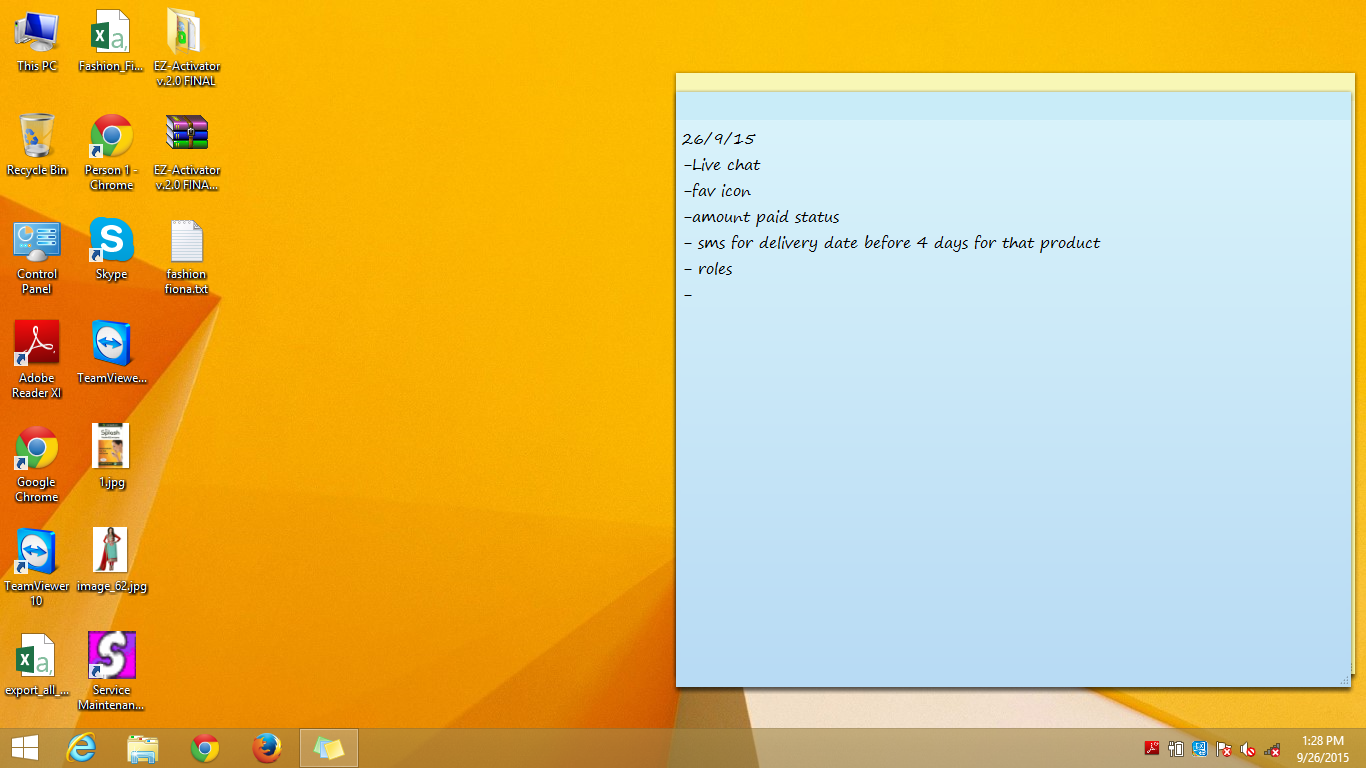 This PC
Fashion_Fi...
EZ-Activator
v.2.0 FINAL
Recycle Bin
Person 1 -
Chrome
EZ-Activator
v.2.0 FINA...
Control
Panel
Skype
fashion
fiona.txt
Adobe
Reader XI
TeamViewe...
Google
Chrome
1.jpg
TeamViewer
10
image_62.jpg
export_all_...
Service
Maintenan...
26/9/15
-Live chat
-fav icon
-amount paid status
- sms for delivery date before 4 days for that product
- roles
-
1:28 PM
9/26/2015